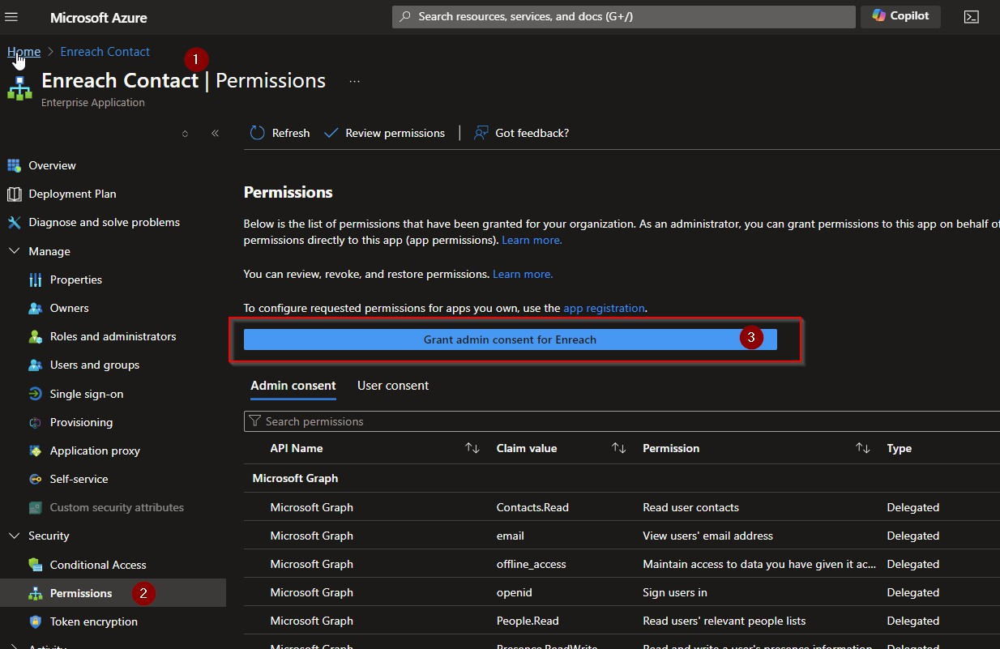 Microsoft Azure
Search resources, services, and docs (G+/)
Copilot
Home > Enreach Contact
1
Enreach Contact | Permissions ...
Enterprise Application
Refresh
Review permissions
Got feedback?
Overview
Deployment Plan
Diagnose and solve problems
Manage
Properties
Owners
Roles and administrators
Users and groups
Single sign-on
Provisioning
Application proxy
Self-service
Custom security attributes
Security
Conditional Access
Permissions 2
Token encryption
Activity
Permissions
Below is the list of permissions that have been granted for your organization. As an administrator, you can grant permissions to this app on behalf of
permissions directly to this app (app permissions). Learn more.
You can review, revoke, and restore permissions. Learn more.
To configure requested permissions for apps you own, use the app registration.
Grant admin consent for Enreach 3
Admin consent User consent
Search permissions
API Name Claim value Permission Type
Microsoft Graph
Microsoft Graph Contacts.Read Read user contacts Delegated
Microsoft Graph email View users' email address Delegated
Microsoft Graph offline_access Maintain access to data you have given it ac... Delegated
Microsoft Graph openid Sign users in Delegated
Microsoft Graph People.Read Read users' relevant people lists Delegated
Microsoft Graph Presence.ReadWrite Read and write a user's presence information Delegated